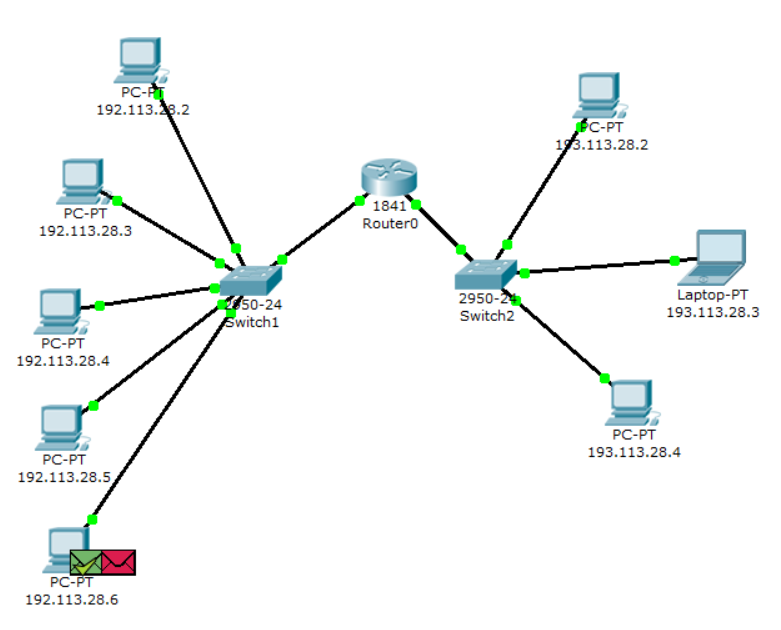 PC-PT
192.113.28.2
PC-PT
192.113.28.3
PC-PT
192.113.28.4
PC-PT
192.113.28.5
PC-PT
192.113.28.6
2950-24
Switch1
1841
Router0
2950-24
Switch2
PC-PT
193.113.28.2
Laptop-PT
193.113.28.3
PC-PT
193.113.28.4